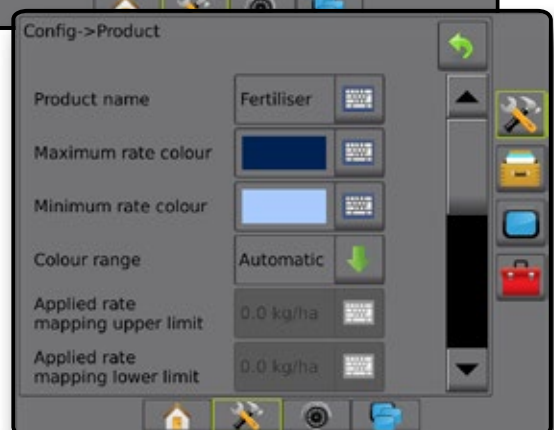 Config->Product
Product name Fertiliser
Maximum rate colour
Minimum rate colour
Colour range Automatic
Applied rate
mapping upper limit 0.0 kg/ha
Applied rate
mapping lower limit 0.0 kg/ha